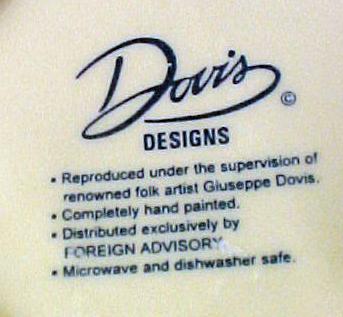 Dovis ©
DESIGNS
• Reproduced under the supervision of
renowned folk artist Giuseppe Dovis.
• Completely hand painted.
• Distributed exclusively by
FOREIGN ADVISORY
• Microwave and dishwasher safe.